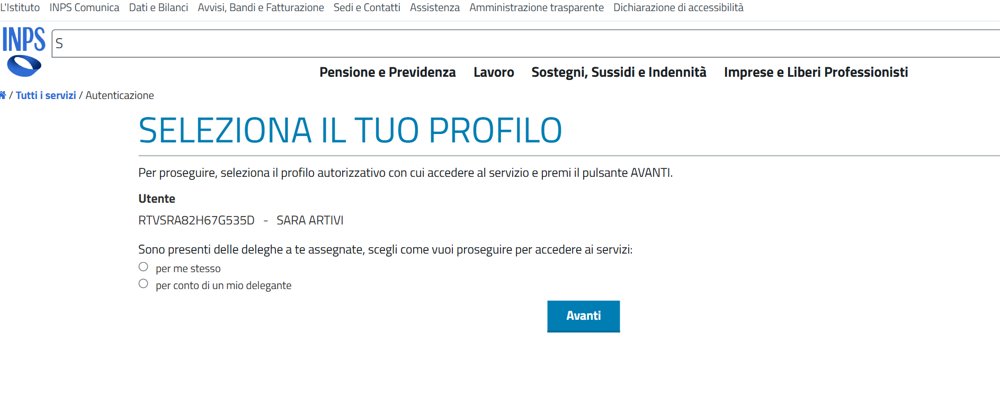 L'Istituto INPS Comunica Dati e Bilanci Avvisi, Bandi e Fatturazione Sedi e Contatti Assistenza Amministrazione trasparente Dichiarazione di accessibilità
INPS
S
Pensione e Previdenza Lavoro Sostegni, Sussidi e Indennità Imprese e Liberi Professionisti
/ Tutti i servizi / Autenticazione
SELEZIONA IL TUO PROFILO
Per proseguire, seleziona il profilo autorizzativo con cui accedere al servizio e premi il pulsante AVANTI.
Utente
RTVSRA82H67G535D - SARA ARTIVI
Sono presenti delle deleghe a te assegnate, scegli come vuoi proseguire per accedere ai servizi:
per me stesso
per conto di un mio delegante
Avanti